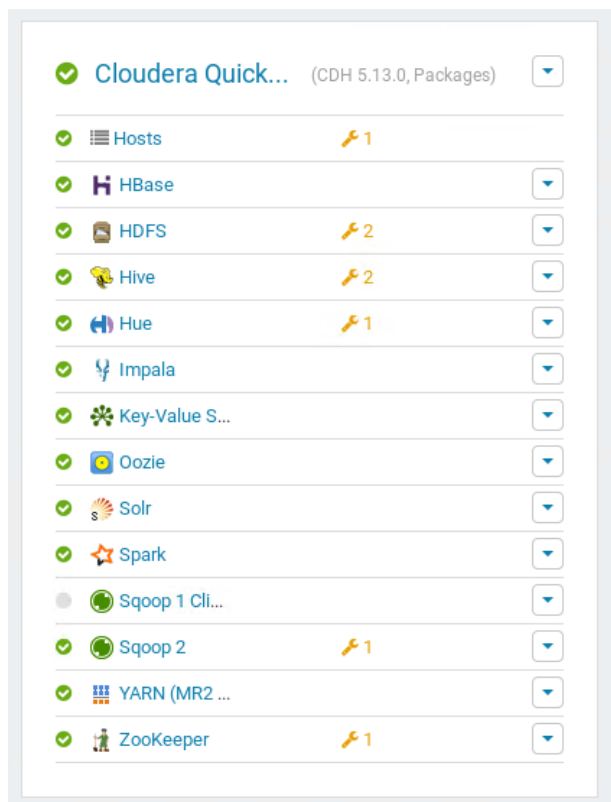 Cloudera Quick... (CDH 5.13.0, Packages)
Hosts 1
HBase
HDFS 2
Hive 2
Hue 1
Impala
Key-Value S...
Oozie
Solr
Spark
Sqoop 1 Cli...
Sqoop 2 1
YARN (MR2 ...
ZooKeeper 1